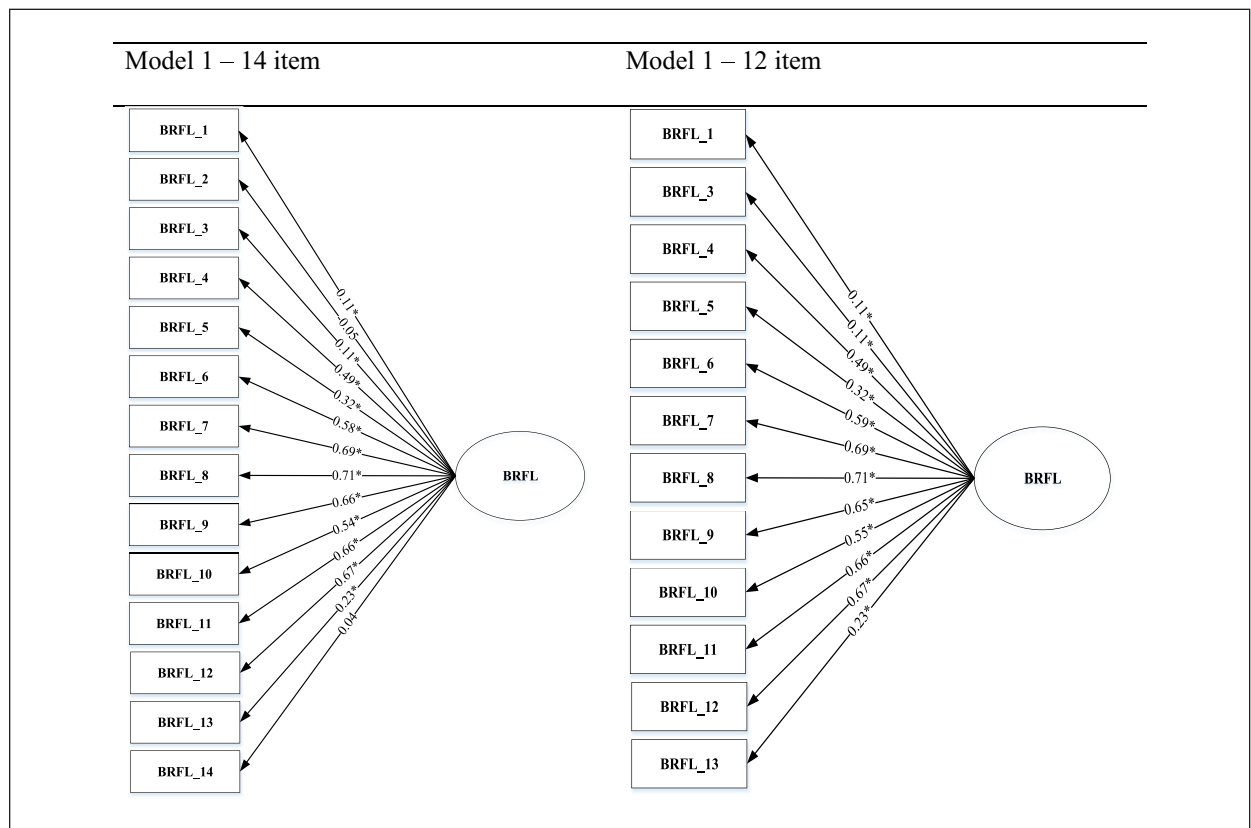 Model 1 – 14 item
BRFL_1
BRFL_2
BRFL_3
BRFL_4
BRFL_5
BRFL_6
BRFL_7
BRFL_8
BRFL_9
BRFL_10
BRFL_11
BRFL_12
BRFL_13
BRFL_14
0.11*
-0.05
0.11*
0.49*
0.32*
0.58*
0.69*
0.71*
0.66*
0.54*
0.66*
0.67*
0.23*
0.04
BRFL
Model 1 – 12 item
BRFL_1
BRFL_3
BRFL_4
BRFL_5
BRFL_6
BRFL_7
BRFL_8
BRFL_9
BRFL_10
BRFL_11
BRFL_12
BRFL_13
0.11*
0.11*
0.49*
0.32*
0.59*
0.69*
0.71*
0.65*
0.55*
0.66*
0.67*
0.23*
BRFL